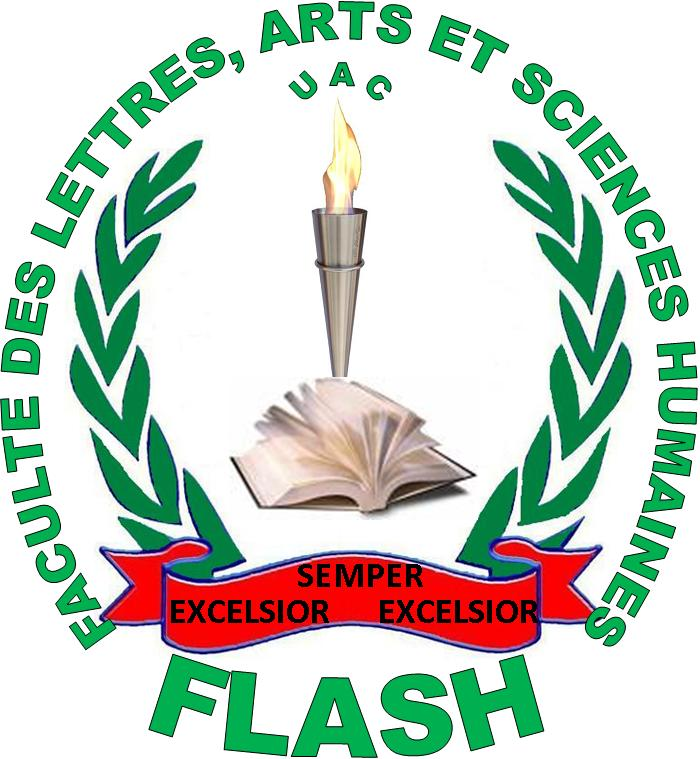 FACULTE DES LETTRES, ARTS ET SCIENCES HUMAINES
UAC
SEMPER
EXCELSIOR EXCELSIOR
FLASH